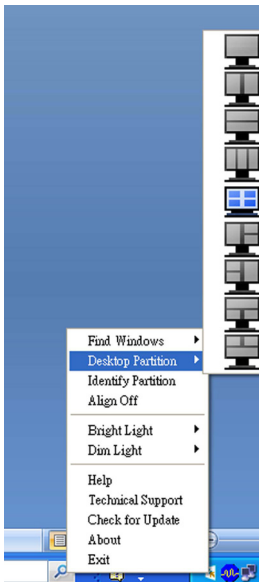 Find Windows
Desktop Partition
Identify Partition
Align Off
Bright Light
Dim Light
Help
Technical Support
Check for Update
About
Exit